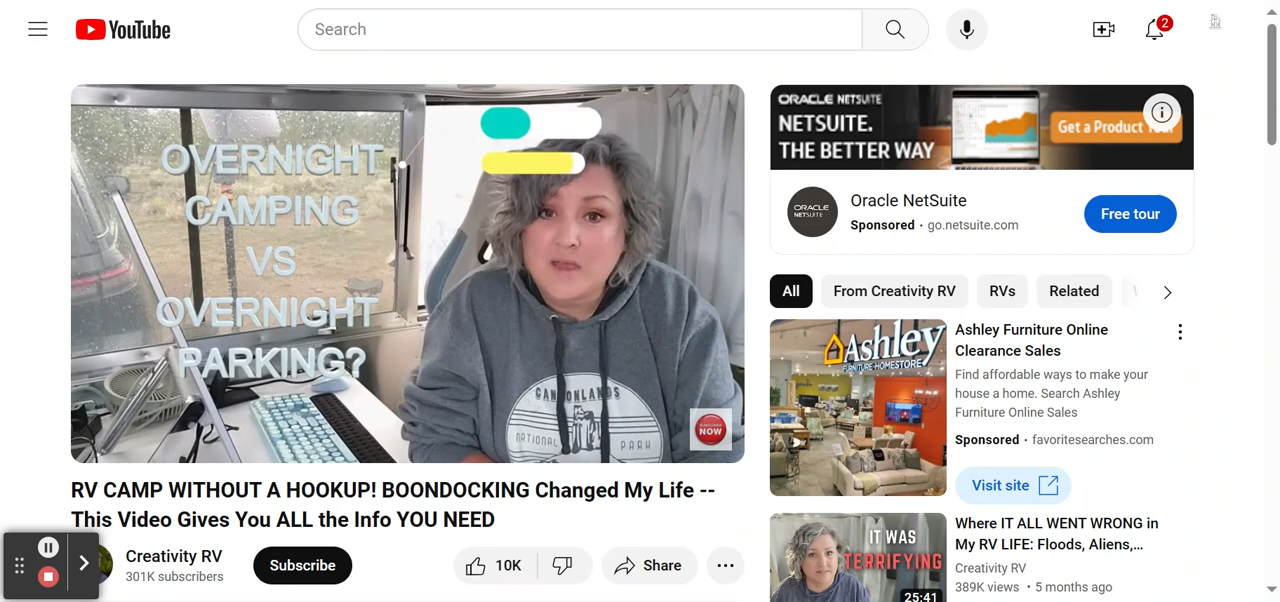 YouTube
Search
2
OVERNIGHT
CAMPING
VS
OVERNIGHT
PARKING?
CANYONLANDS
NATIONAL PARK
SUBSCRIBE
NOW
RV CAMP WITHOUT A HOOKUP! BOONDOCKING Changed My Life --
This Video Gives You ALL the Info YOU NEED
Creativity RV
301K subscribers
Subscribe
10K
Share
ORACLE NETSUITE
NETSUITE.
THE BETTER WAY
Get a Product
ORACLE
NETSUITE
Oracle NetSuite
Sponsored · go.netsuite.com
Free tour
All
From Creativity RV
RVs
Related
Ashley
FURNITURE HOMESTORE
Ashley Furniture Online
Clearance Sales
Find affordable ways to make your
house a home. Search Ashley
Furniture Online Sales
Sponsored · favoritesearches.com
Visit site
IT WAS
TERRIFYING
25:41
Where IT ALL WENT WRONG in
My RV LIFE: Floods, Aliens,...
Creativity RV
389K views · 5 months ago